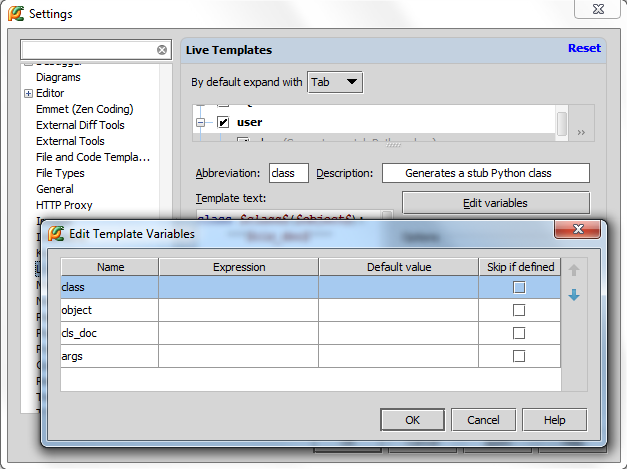 Settings
Live Templates
Reset
Diagrams
Editor
Emmet (Zen Coding)
External Diff Tools
External Tools
File and Code Templa...
File Types
General
HTTP Proxy
By default expand with Tab
user
Abbreviation: class Description: Generates a stub Python class
Template text:
Edit variables
class $class$($object$):
Edit Template Variables
Name Expression Default value Skip if defined
class
object
cls_doc
args
OK Cancel Help